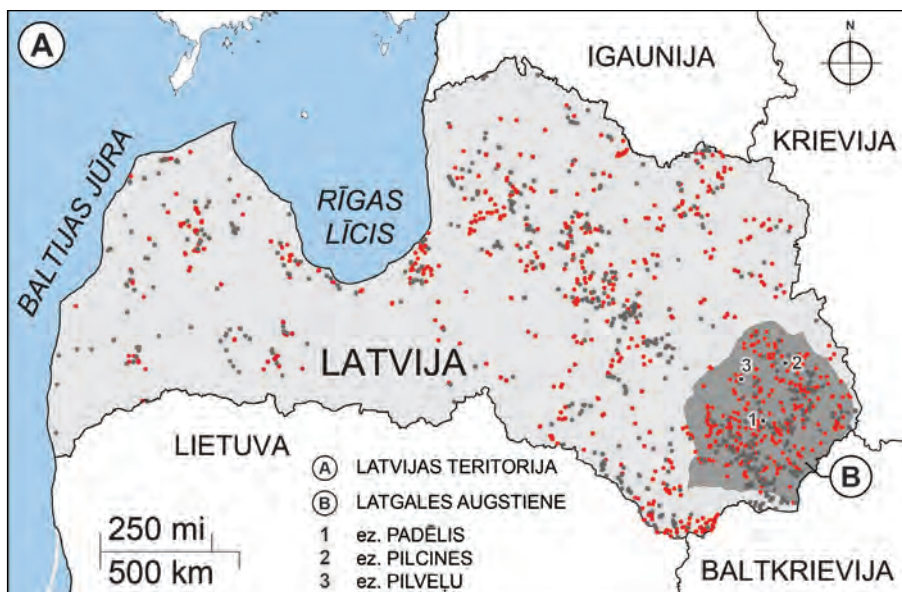 A
N
IGAUNIJA
KRIEVIJA
BALTIJAS JŪRA
RĪGAS
LĪCIS
LATVIJA
3
2
1
LIETUVA
B
A LATVIJAS TERITORIJA
B LATGALES AUGSTIENE
1 ez. PADĒLIS
2 ez. PILCINES
3 ez. PILVEĻU
250 mi
500 km
BALTKRIEVIJA